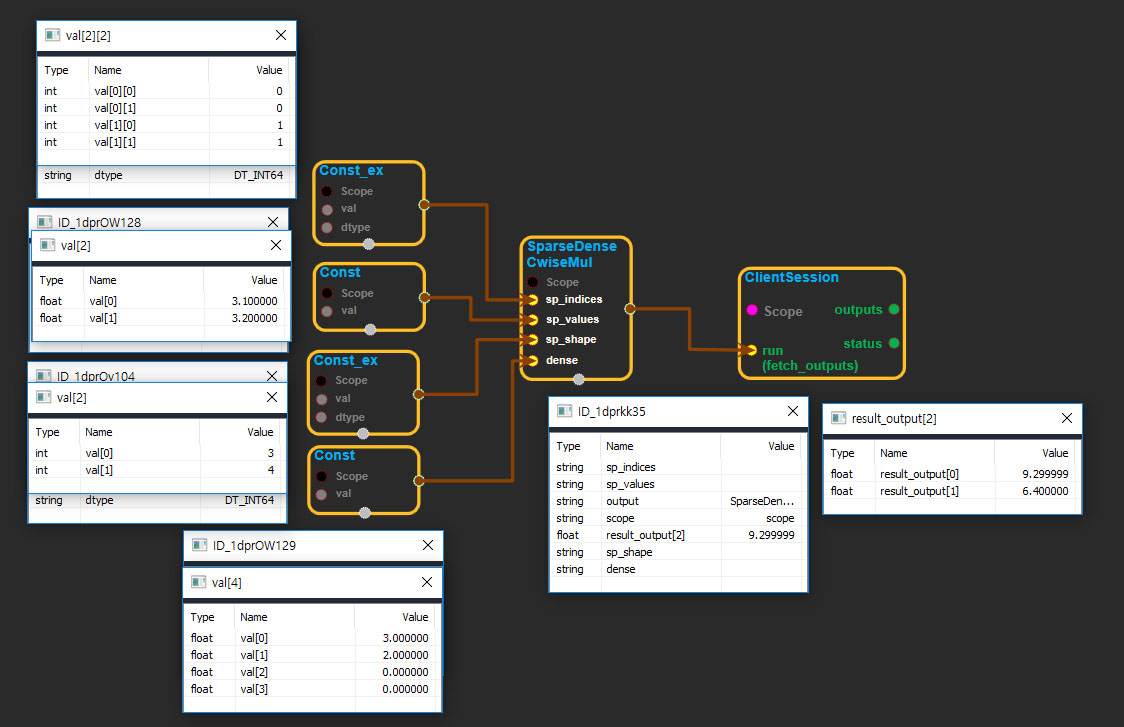 val[2][2]
Type Name Value
int val[0][0] 0
int val[0][1] 0
int val[1][0] 1
int val[1][1] 1
string dtype DT_INT64
ID_1dprOW128
val[2]
Type Name Value
float val[0] 3.100000
float val[1] 3.200000
ID_1dprOv104
val[2]
Type Name Value
int val[0] 3
int val[1] 4
string dtype DT_INT64
ID_1dprOW129
val[4]
Type Name Value
float val[0] 3.000000
float val[1] 2.000000
float val[2] 0.000000
float val[3] 0.000000
Const_ex
Scope
val
dtype
Const
Scope
val
Const_ex
Scope
val
dtype
Const
Scope
val
SparseDense
CwiseMul
Scope
sp_indices
sp_values
sp_shape
dense
ClientSession
Scope outputs
status
run
(fetch_outputs)
ID_1dprkk35
Type Name Value
string sp_indices
string sp_values
string output SparseDen...
string scope scope
float result_output[2] 9.299999
string sp_shape
string dense
result_output[2]
Type Name Value
float result_output[0] 9.299999
float result_output[1] 6.400000